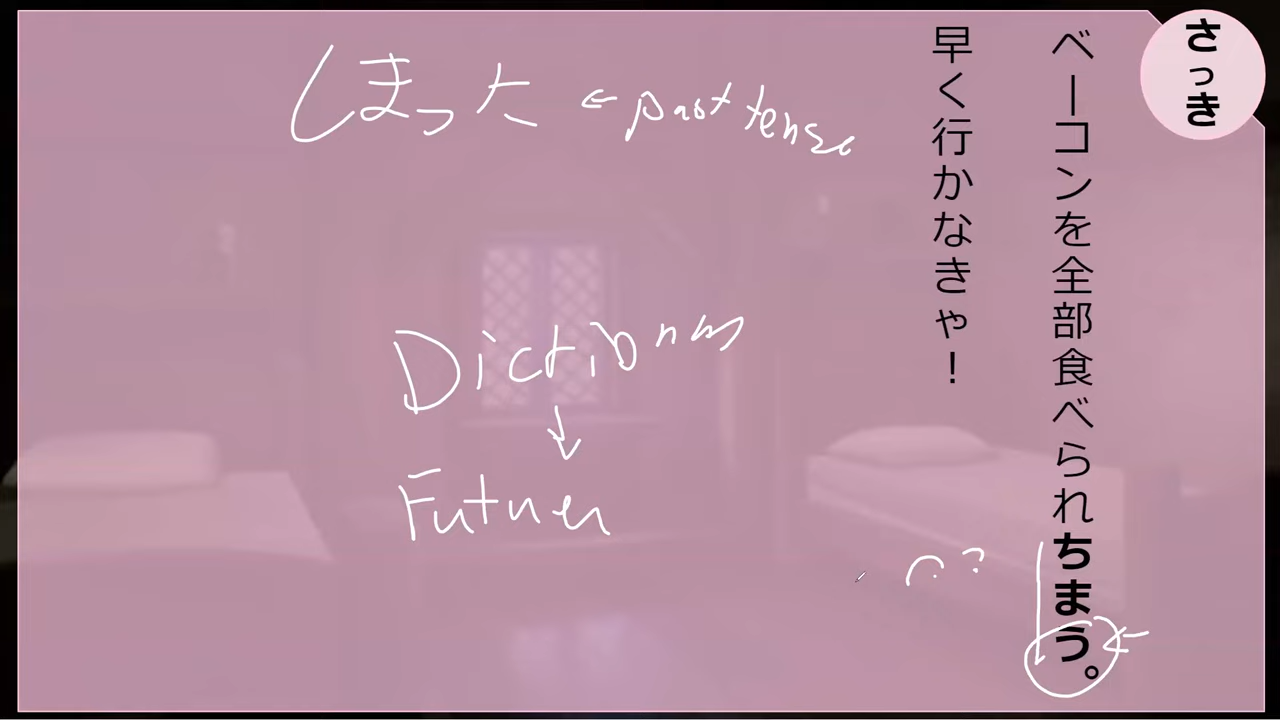 さっき
ベーコンを全部食べられちまう。
早く行かなきゃ！
しまった ← past tense
Dictionary
↓
Future
??
←